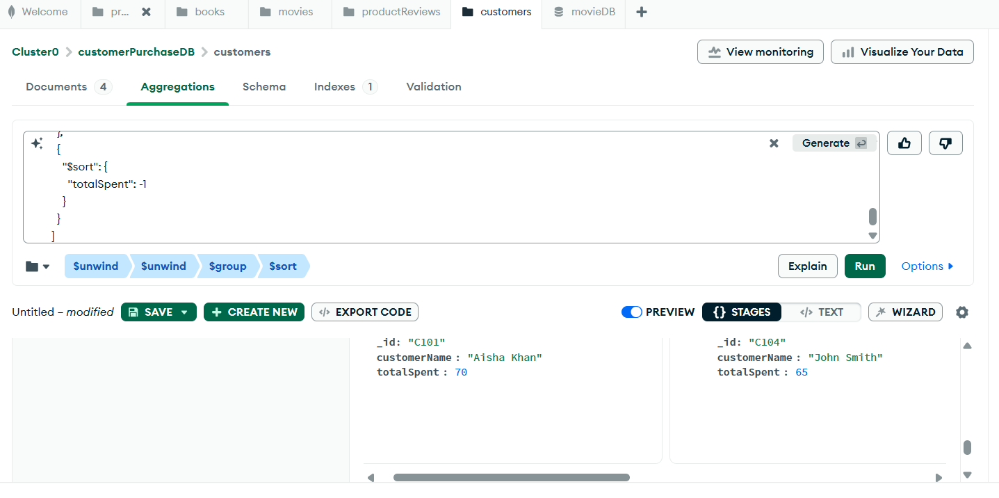 Welcome
pr...
books
movies
productReviews
customers
movieDB
Cluster0 > customerPurchaseDB > customers
View monitoring
Visualize Your Data
Documents 4
Aggregations
Schema
Indexes 1
Validation
},
{
"$sort": {
"totalSpent": -1
}
}
]
Generate
$unwind
$unwind
$group
$sort
Explain
Run
Options
Untitled – modified
SAVE
CREATE NEW
</> EXPORT CODE
PREVIEW
{} STAGES
</> TEXT
WIZARD
_id: "C101"
customerName : "Aisha Khan"
totalSpent : 70
_id: "C104"
customerName : "John Smith"
totalSpent : 65